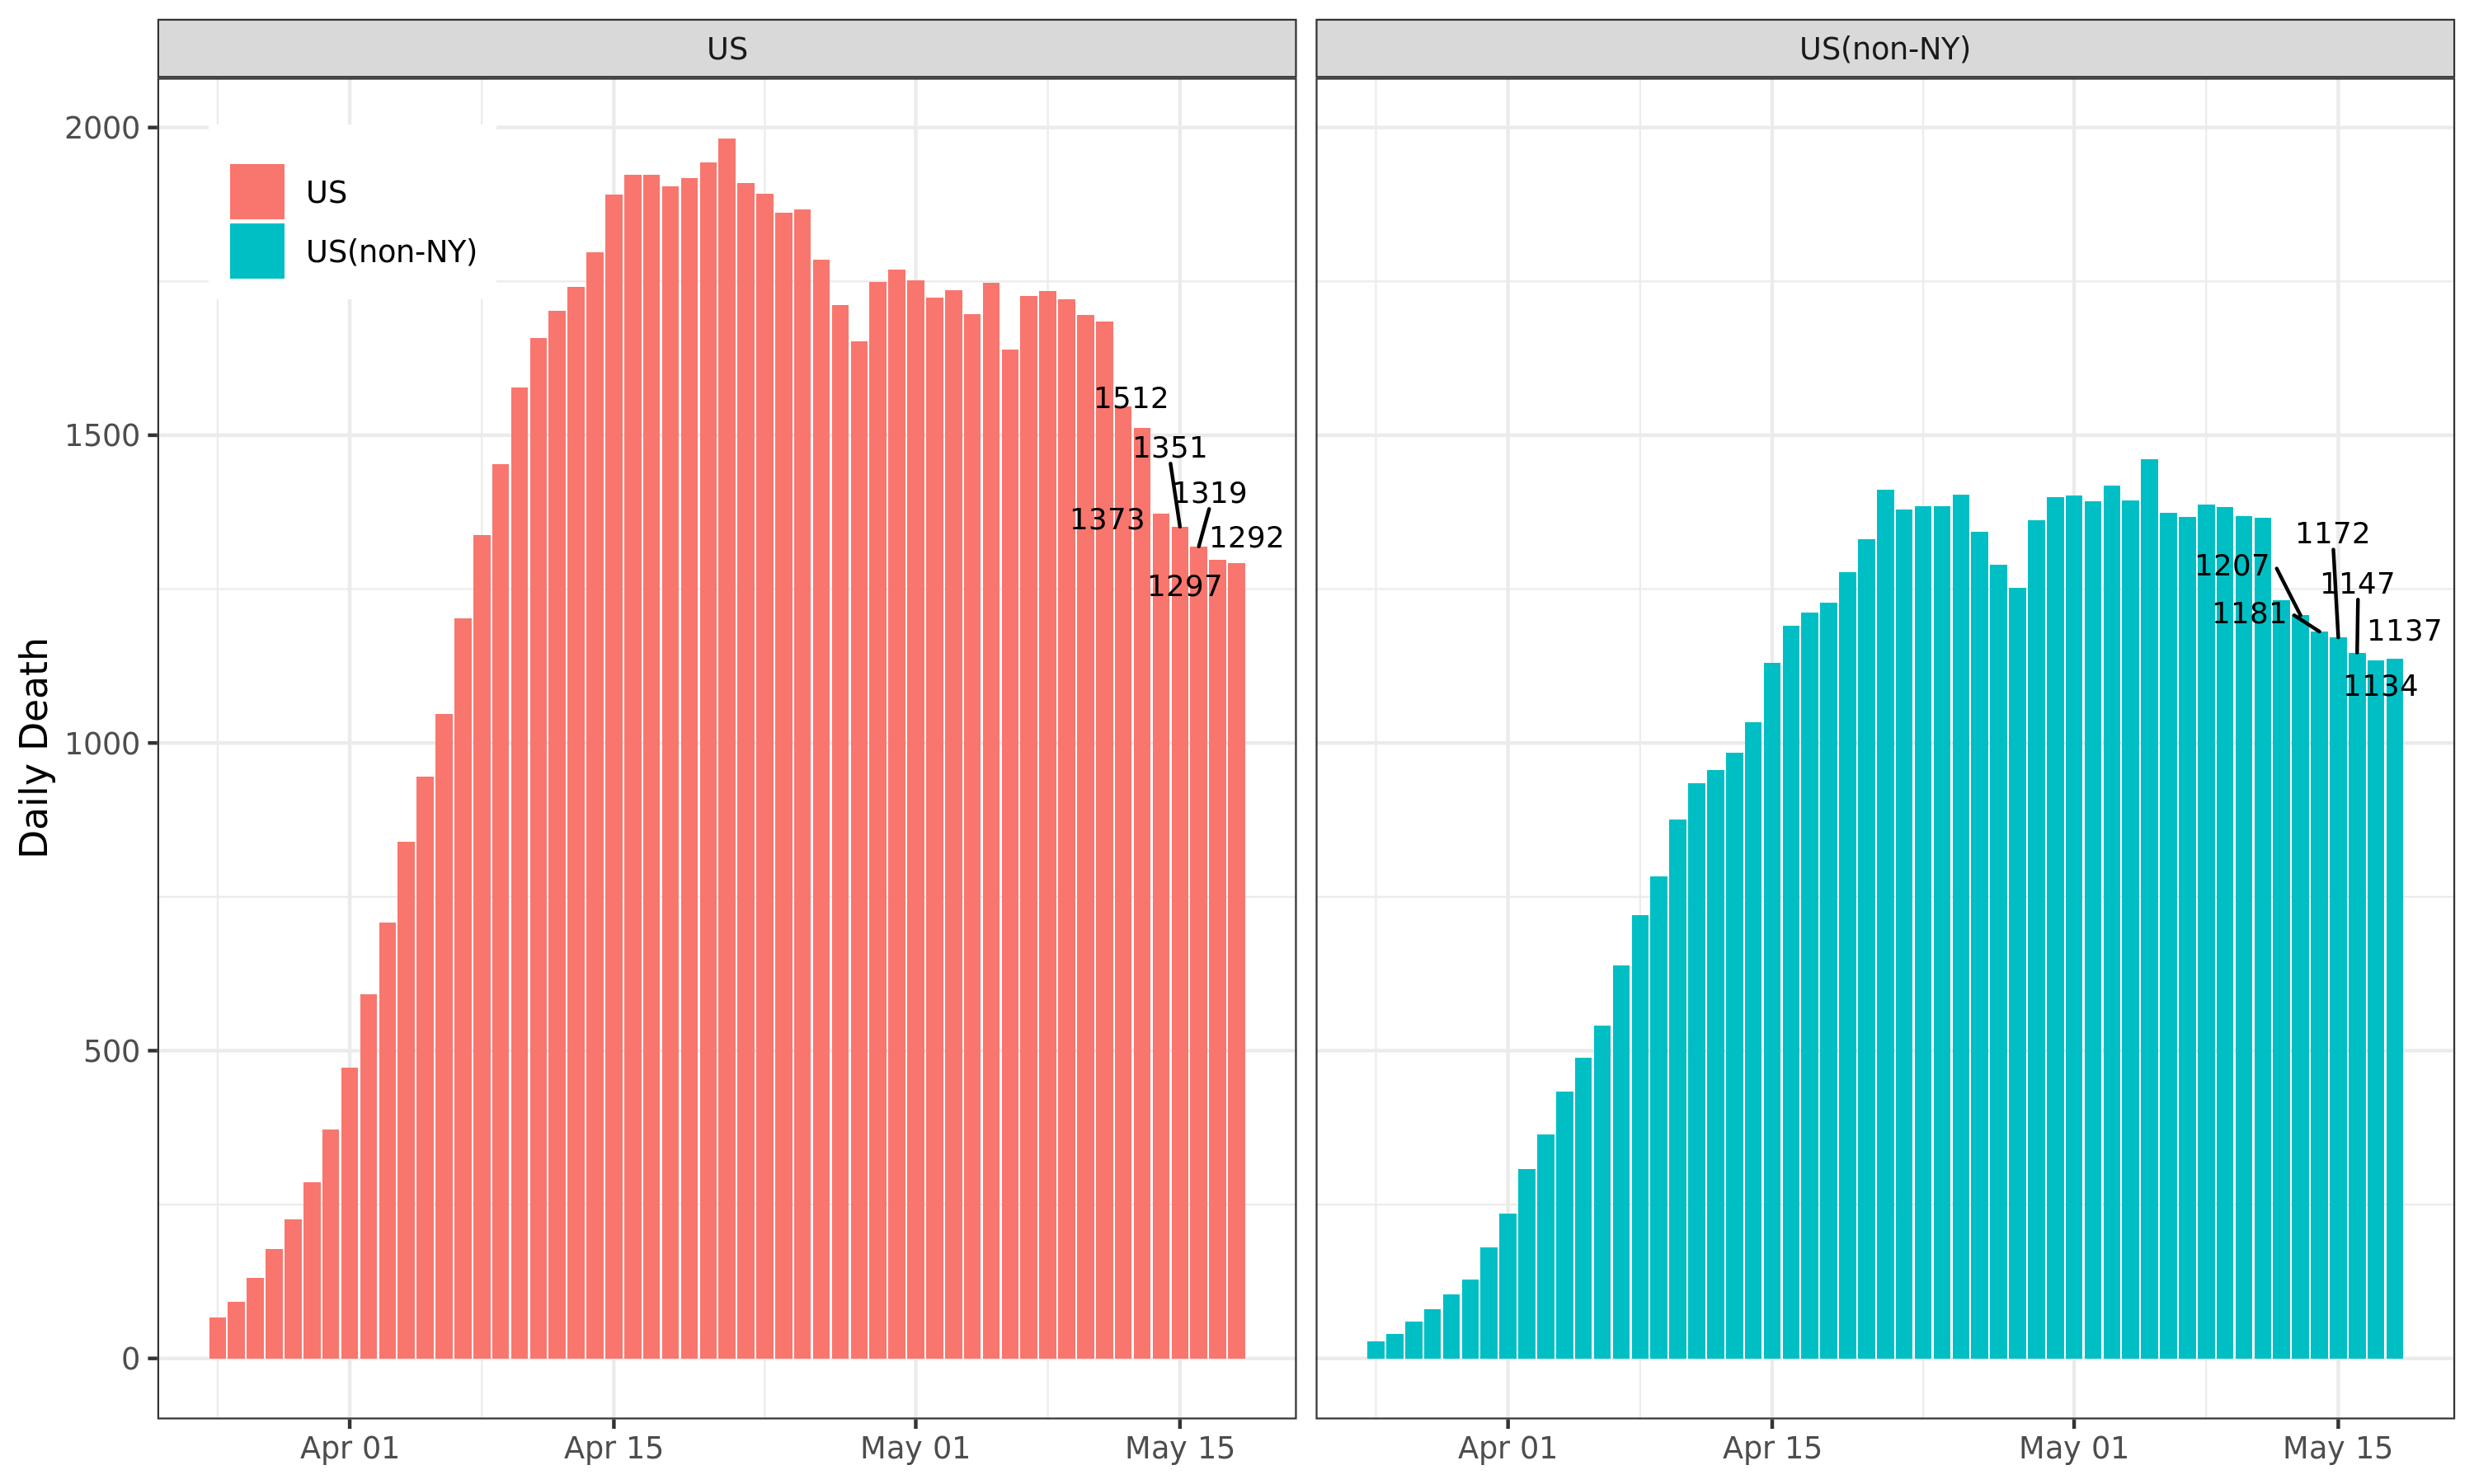 US
US(non-NY)
Daily Death
2000
1500
1000
500
0
US
US(non-NY)
1512
1351
1319
1373
1292
1297
1172
1207
1147
1181
1137
1134
Apr 01
Apr 15
May 01
May 15
Apr 01
Apr 15
May 01
May 15